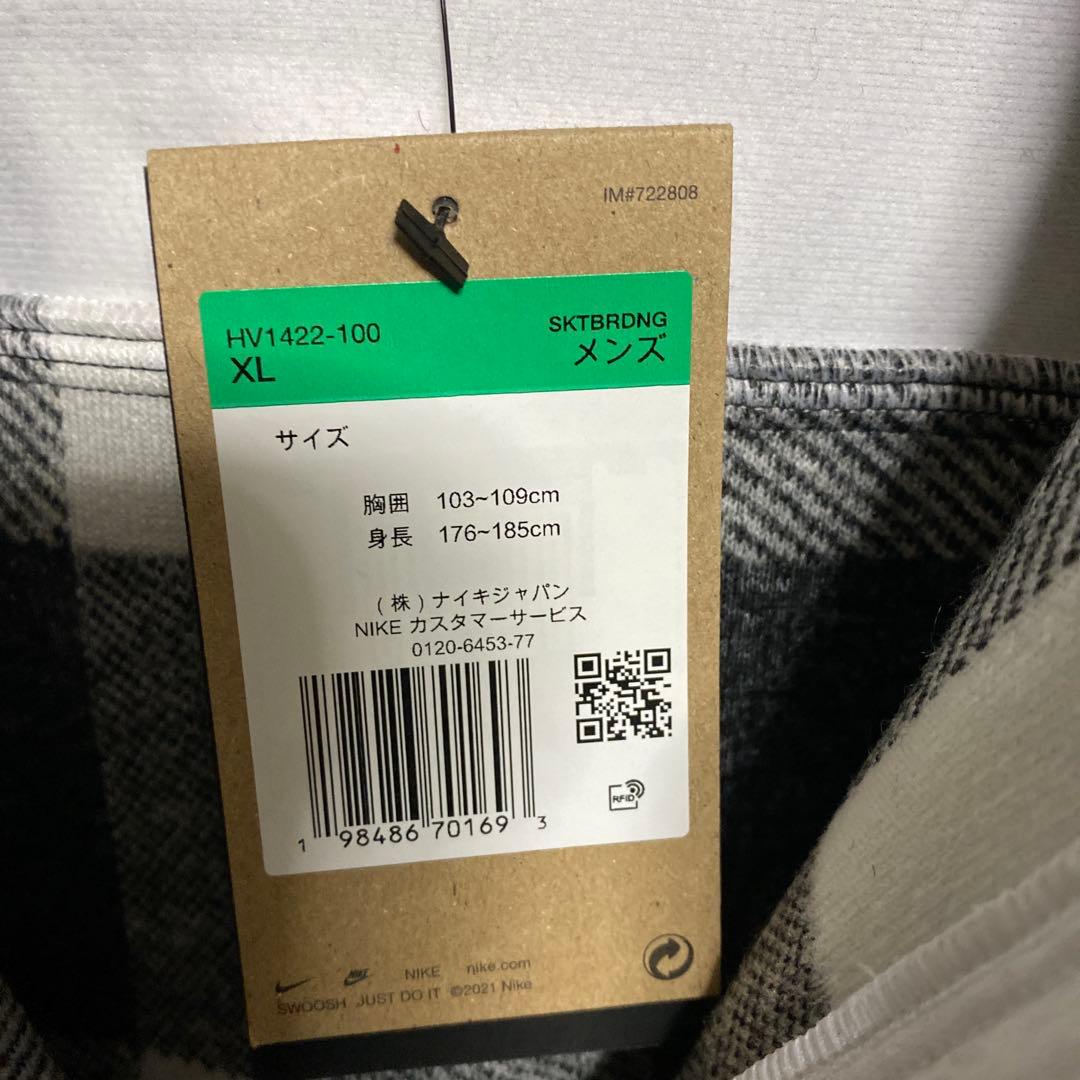 IM#722808
HV1422-100
SKTBRDNG
XL
メンズ
サイズ
胸囲 103~109cm
身長 176~185cm
(株)ナイキジャパン
NIKE カスタマーサービス
0120-6453-77
1 98486 70169 3
RFID
NIKE NIKE nike.com
SWOOSH JUST DO IT ©2021 Nike